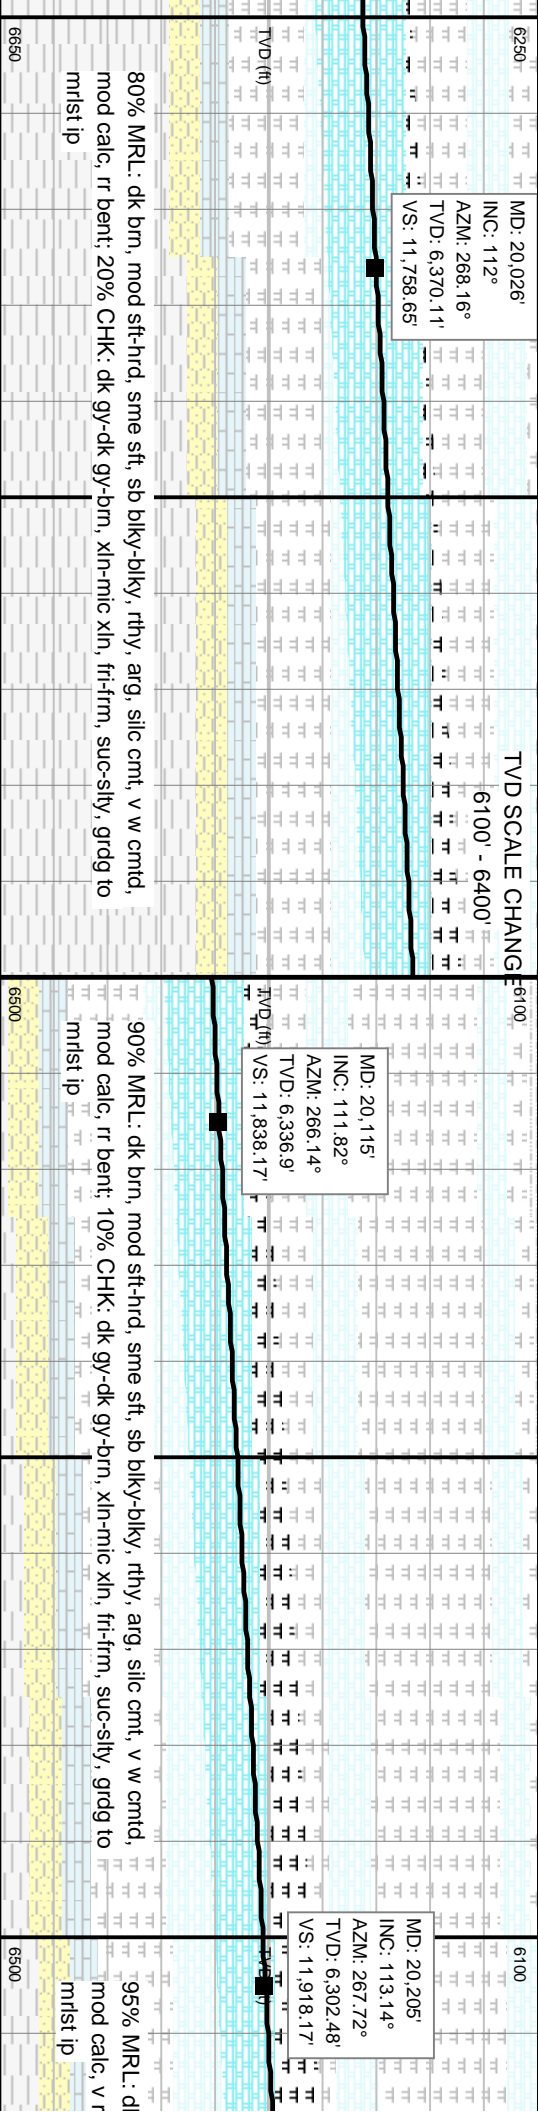 6250
6650
TVD (ft)
MD: 20,026'
INC: 112°
AZM: 268.16°
TVD: 6,370.11'
VS: 11,758.65'
80% MRL: dk brn, mod sft-hrd, sme sft, sb blky-blky, rthy, arg, silc cmt, v w cmtd,
mod calc, rr bent; 20% CHK: dk gy-dk gy-brn, xln-mic xln, fri-frm, suc-slty, grdg to
mrlst ip
TVD SCALE CHANGE
6100' - 6400'
6100
6500
TVD (ft)
MD: 20,115'
INC: 111.82°
AZM: 266.14°
TVD: 6,336.9'
VS: 11,838.17'
90% MRL: dk brn, mod sft-hrd, sme sft, sb blky-blky, rthy, arg, silc cmt, v w cmtd,
mod calc, rr bent; 10% CHK: dk gy-dk gy-brn, xln-mic xln, fri-frm, suc-slty, grdg to
mrlst ip
MD: 20,205'
INC: 113.14°
AZM: 267.72°
TVD: 6,302.48'
VS: 11,918.17'
6100
6500
95% MRL:
mod calc, v
mrlst ip